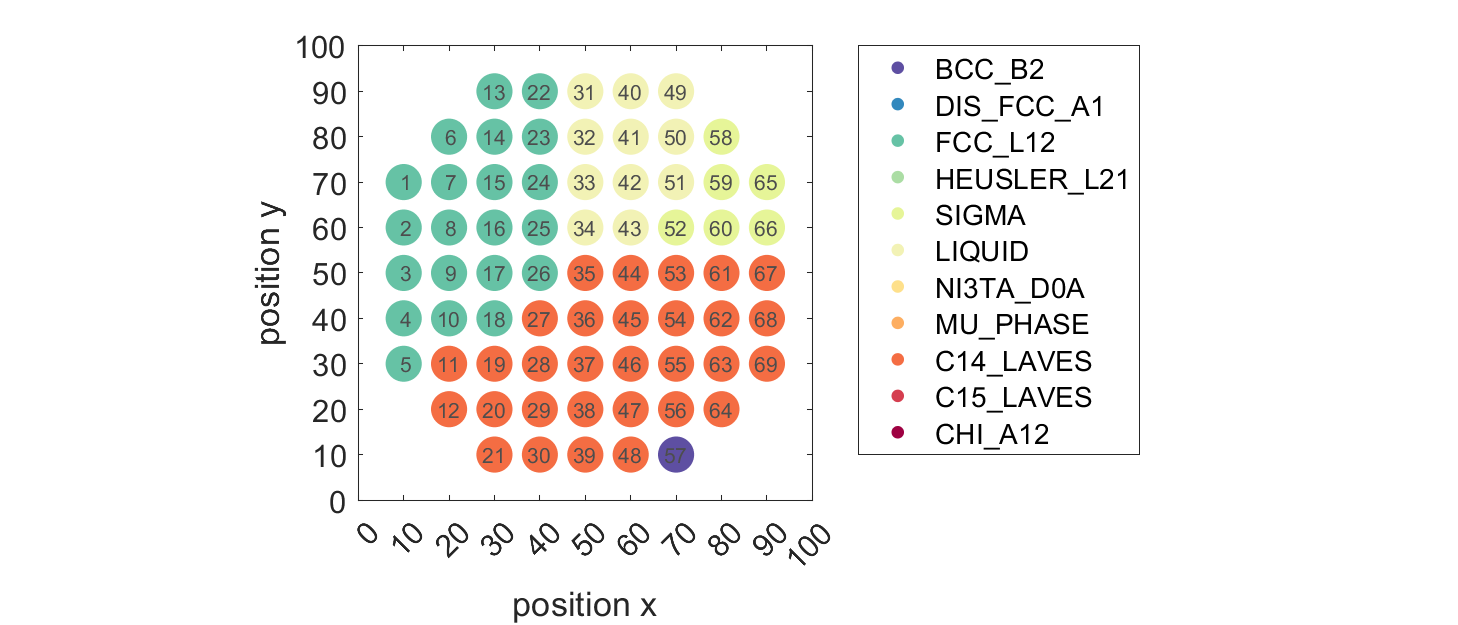 100
90
80
70
60
50
40
30
20
10
0
position y
13 22 31 40 49
6 14 23 32 41 50 58
1 7 15 24 33 42 51 59 65
2 8 16 25 34 43 52 60 66
3 9 17 26 35 44 53 61 67
4 10 18 27 36 45 54 62 68
5 11 19 28 37 46 55 63 69
12 20 29 38 47 56 64
21 30 39 48 57
0 10 20 30 40 50 60 70 80 90 100
position x
BCC_B2
DIS_FCC_A1
FCC_L12
HEUSLER_L21
SIGMA
LIQUID
NI3TA_D0A
MU_PHASE
C14_LAVES
C15_LAVES
CHI_A12